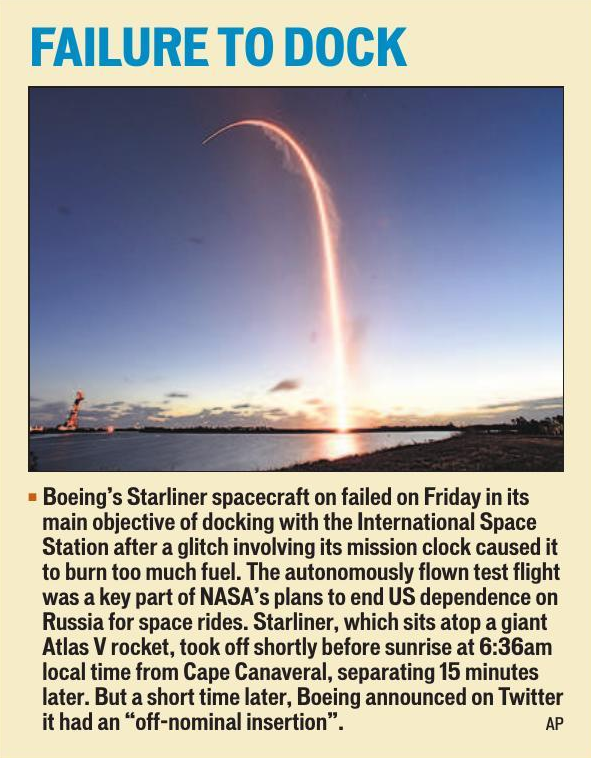 FAILURE TO DOCK
▪ Boeing's Starliner spacecraft on failed on Friday in its
main objective of docking with the International Space
Station after a glitch involving its mission clock caused it
to burn too much fuel. The autonomously flown test flight
was a key part of NASA's plans to end US dependence on
Russia for space rides. Starliner, which sits atop a giant
Atlas V rocket, took off shortly before sunrise at 6:36am
local time from Cape Canaveral, separating 15 minutes
later. But a short time later, Boeing announced on Twitter
it had an “off-nominal insertion”. AP